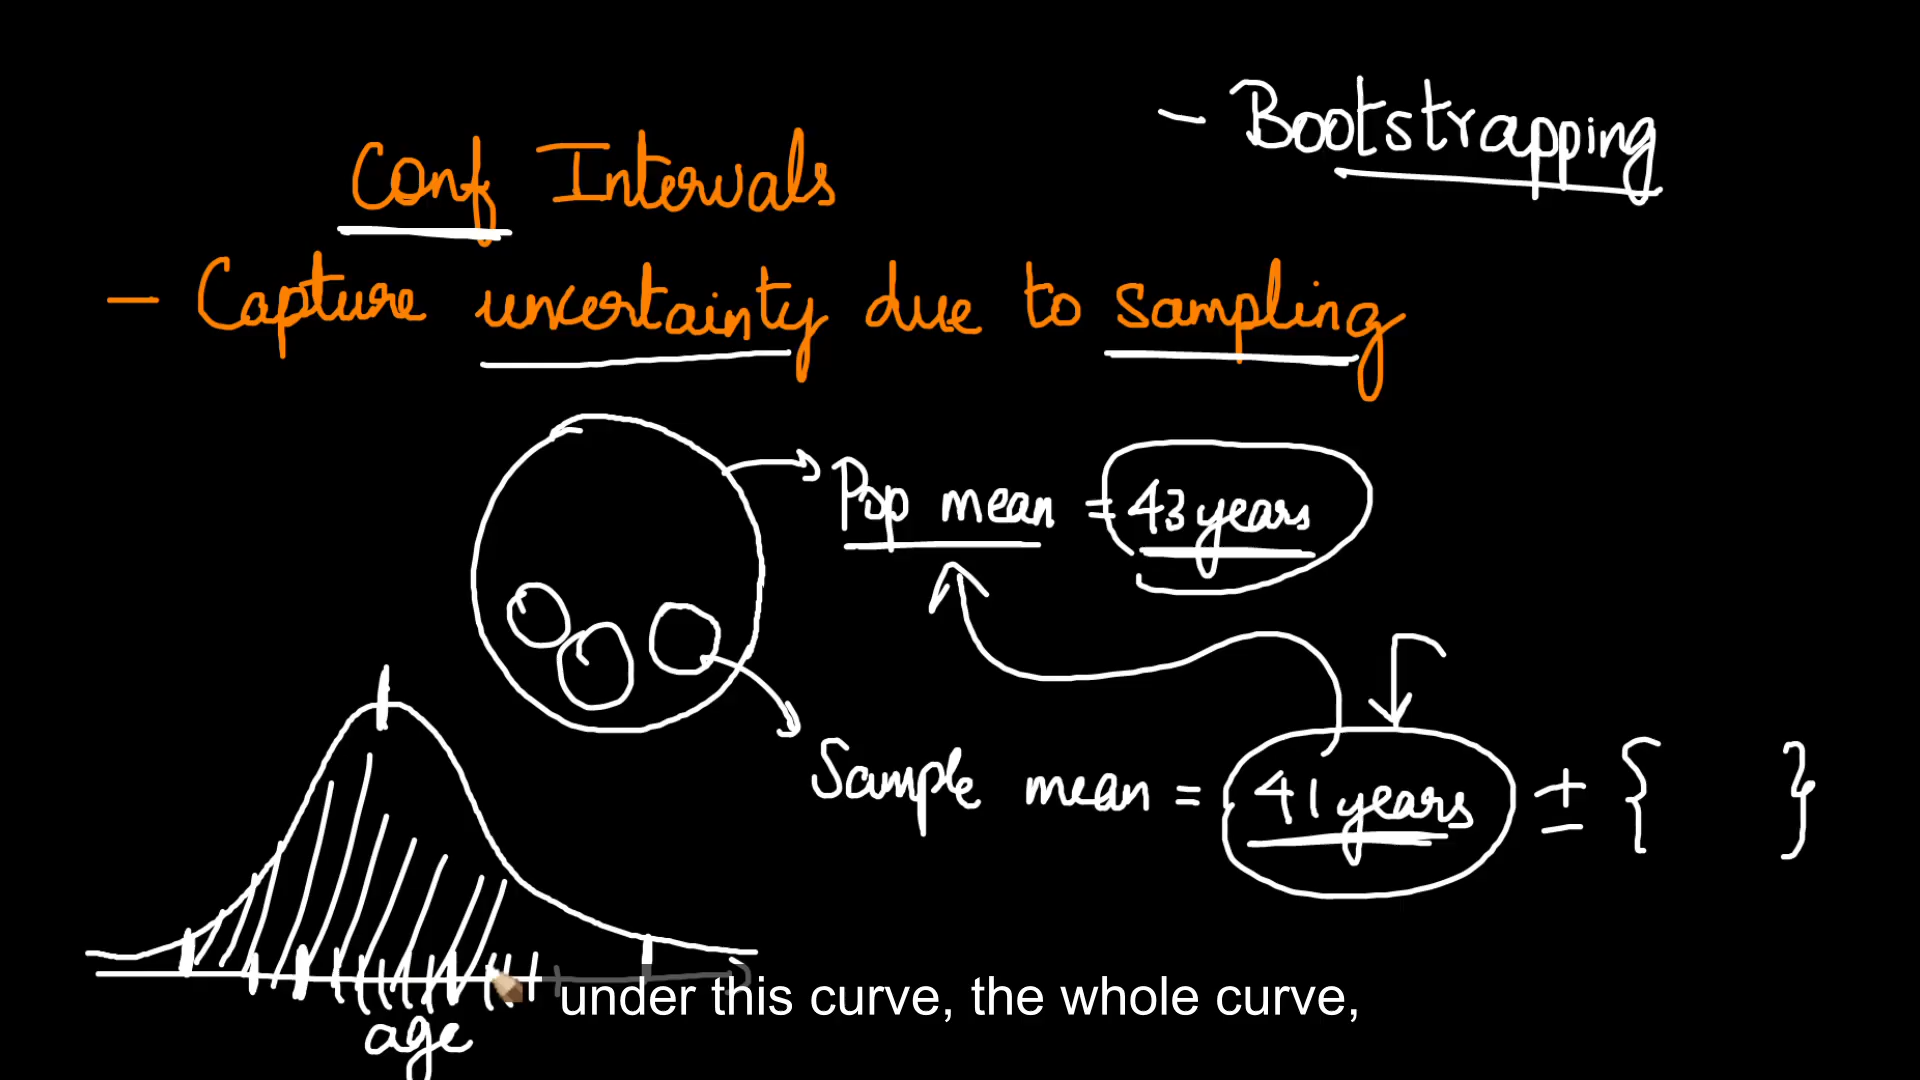 - Bootstrapping
Conf Intervals
- Capture uncertainty due to sampling
Pop mean = 43 years
Sample mean = 41 years ± { }
age
under this curve, the whole curve,